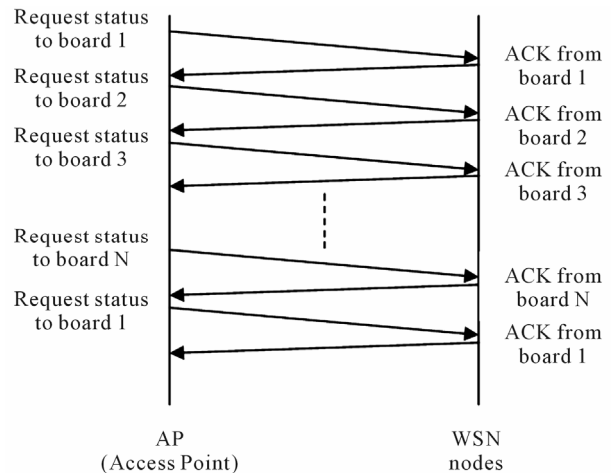 Request status
to board 1
ACK from
board 1
Request status
to board 2
ACK from
board 2
Request status
to board 3
ACK from
board 3
Request status
to board N
ACK from
board N
Request status
to board 1
ACK from
board 1
AP
(Access Point)
WSN
nodes